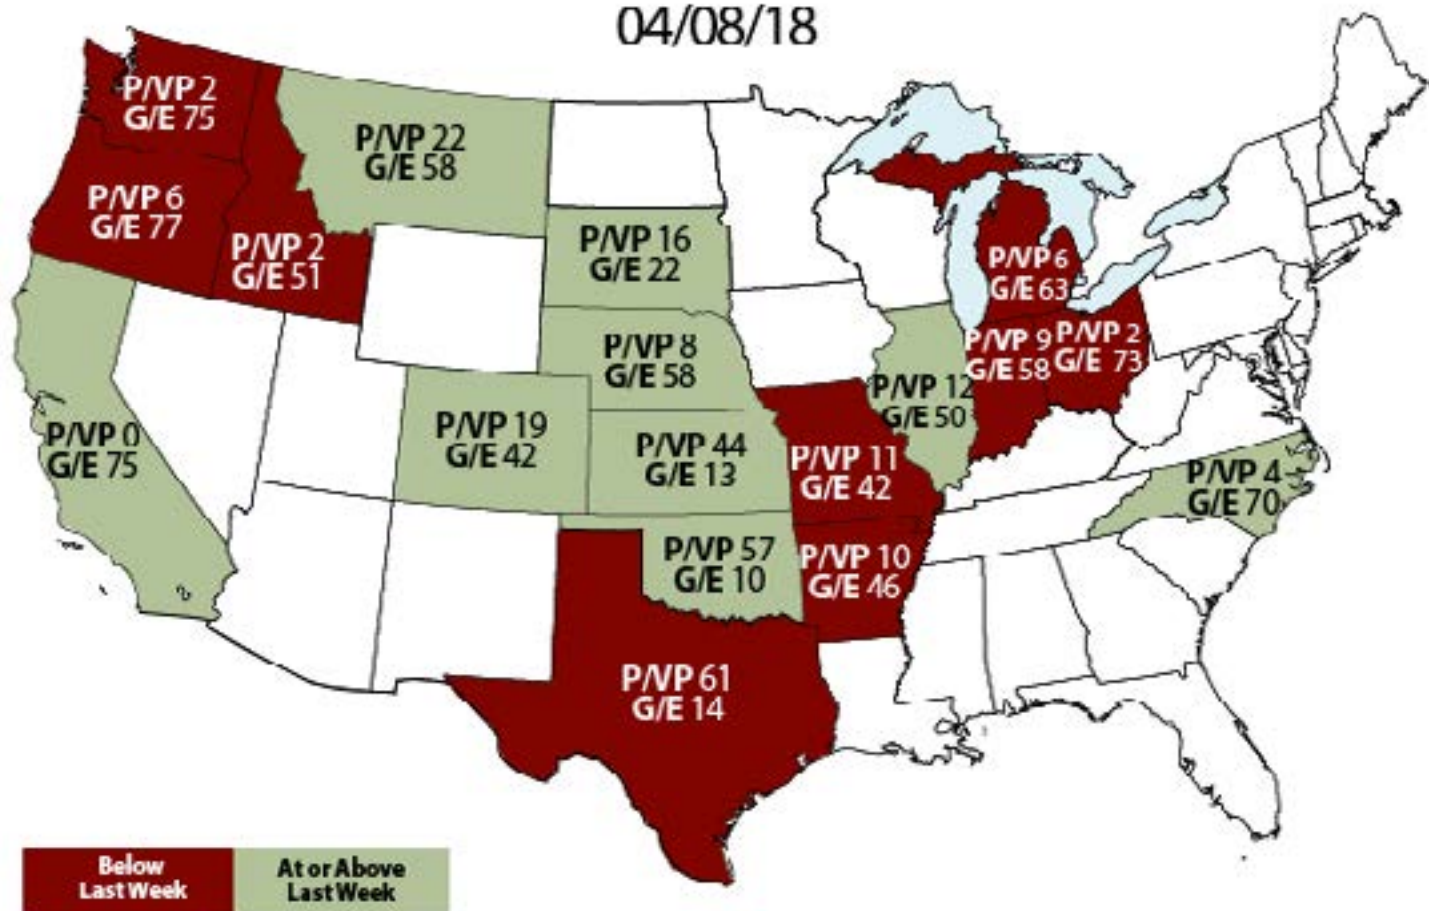 04/08/18
P/VP 2
G/E 75
P/VP 22
G/E 58
P/VP 6
G/E 77
P/VP 2
G/E 51
P/VP 16
G/E 22
P/VP 6
G/E 63
P/VP 9
G/E 58
P/VP 2
G/E 73
P/VP 8
G/E 58
P/VP 12
G/E 50
P/VP 0
G/E 75
P/VP 19
G/E 42
P/VP 44
G/E 13
P/VP 11
G/E 42
P/VP 4
G/E 70
P/VP 57
G/E 10
P/VP 10
G/E 46
P/VP 61
G/E 14
Below
Last Week
At or Above
Last Week